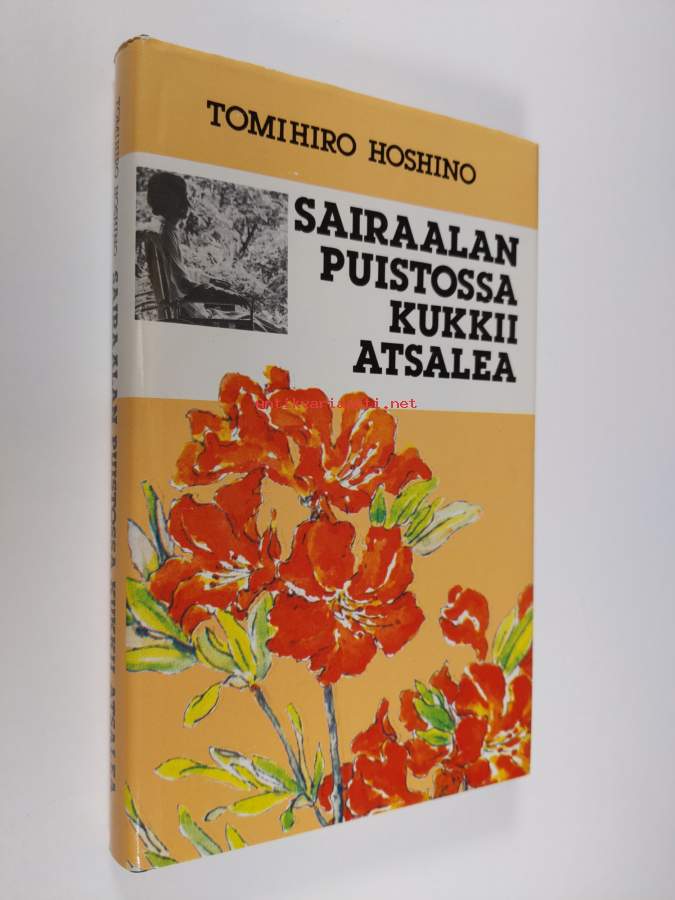 TOMIHIRO HOSHINO
SAIRAALAN
PUISTOSSA
KUKKII
ATSALEA
antikvariaatti.net
TOMIHIRO HOSHINO SAIRAALAN PUISTOSSA KUKKII ATSALEA